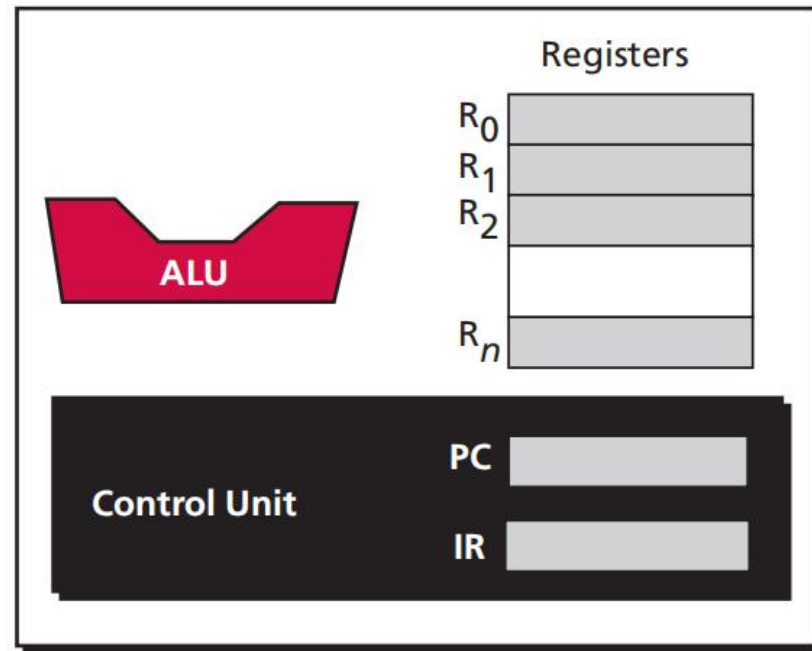 Registers
R0
R1
R2
ALU
Rn
PC
Control Unit
IR